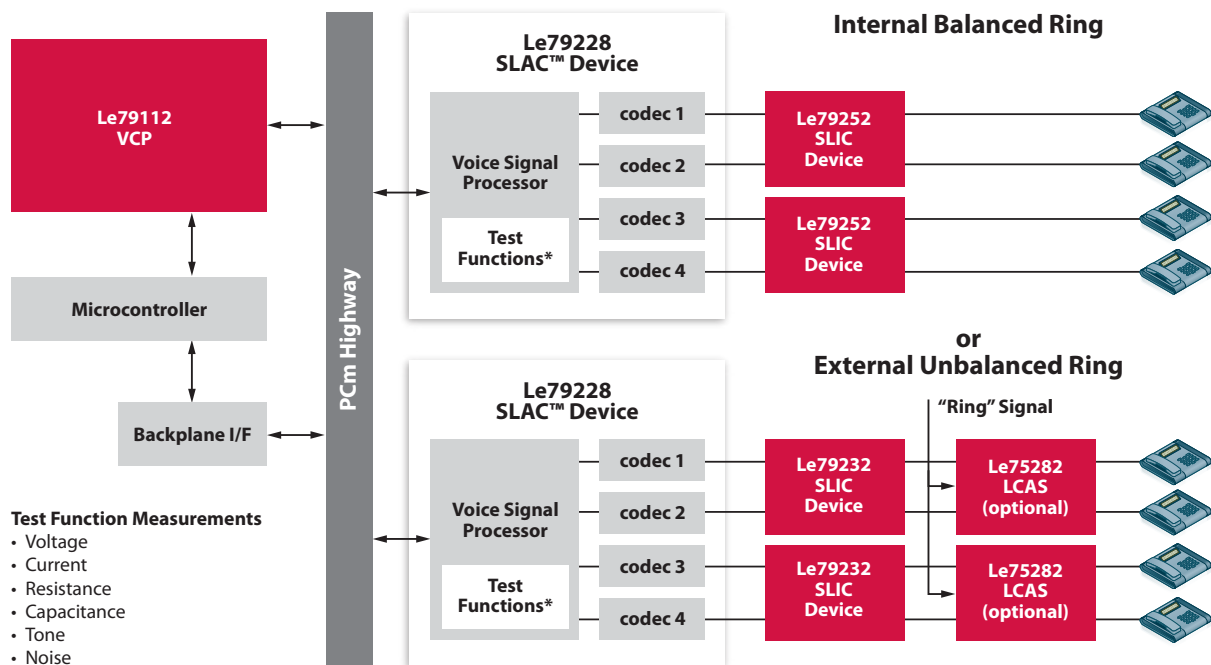 Le79112
VCP
Microcontroller
Backplane I/F
Test Function Measurements
• Voltage
• Current
• Resistance
• Capacitance
• Tone
• Noise
PCm Highway
Le79228
SLAC™ Device
Voice Signal
Processor
Test
Functions*
codec 1
codec 2
codec 3
codec 4
Internal Balanced Ring
Le79252
SLIC
Device
Le79252
SLIC
Device
or
External Unbalanced Ring
Le79228
SLAC™ Device
Voice Signal
Processor
Test
Functions*
codec 1
codec 2
codec 3
codec 4
"Ring" Signal
Le79232
SLIC
Device
Le79232
SLIC
Device
Le75282
LCAS
(optional)
Le75282
LCAS
(optional)